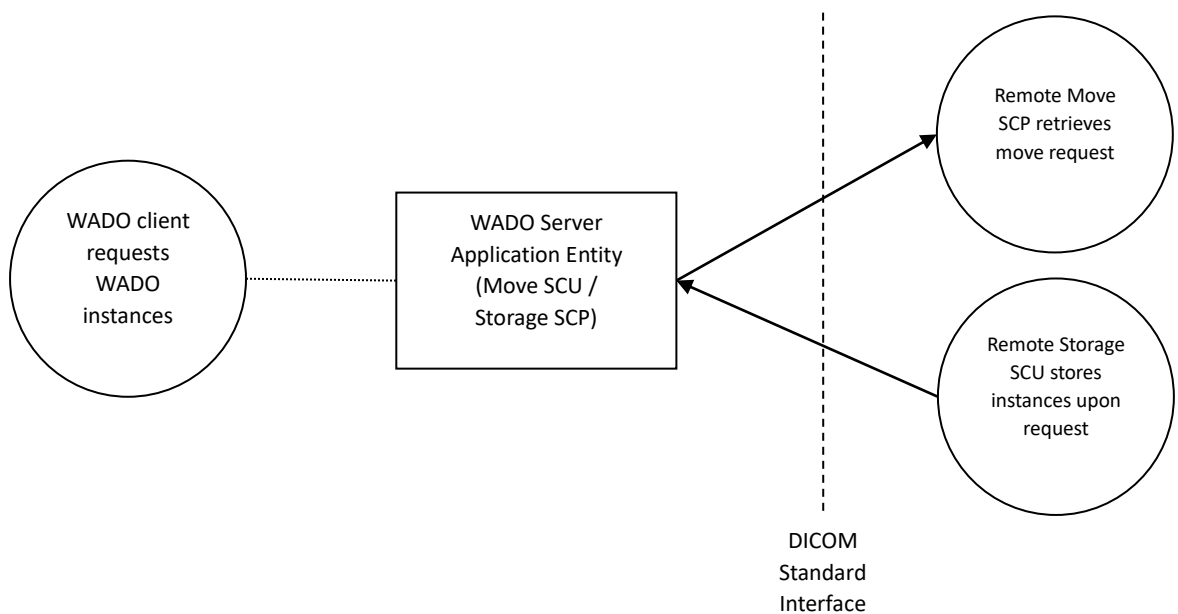 WADO client
requests
WADO
instances
WADO Server
Application Entity
(Move SCU /
Storage SCP)
Remote Move
SCP retrieves
move request
Remote Storage
SCU stores
instances upon
request
DICOM
Standard
Interface